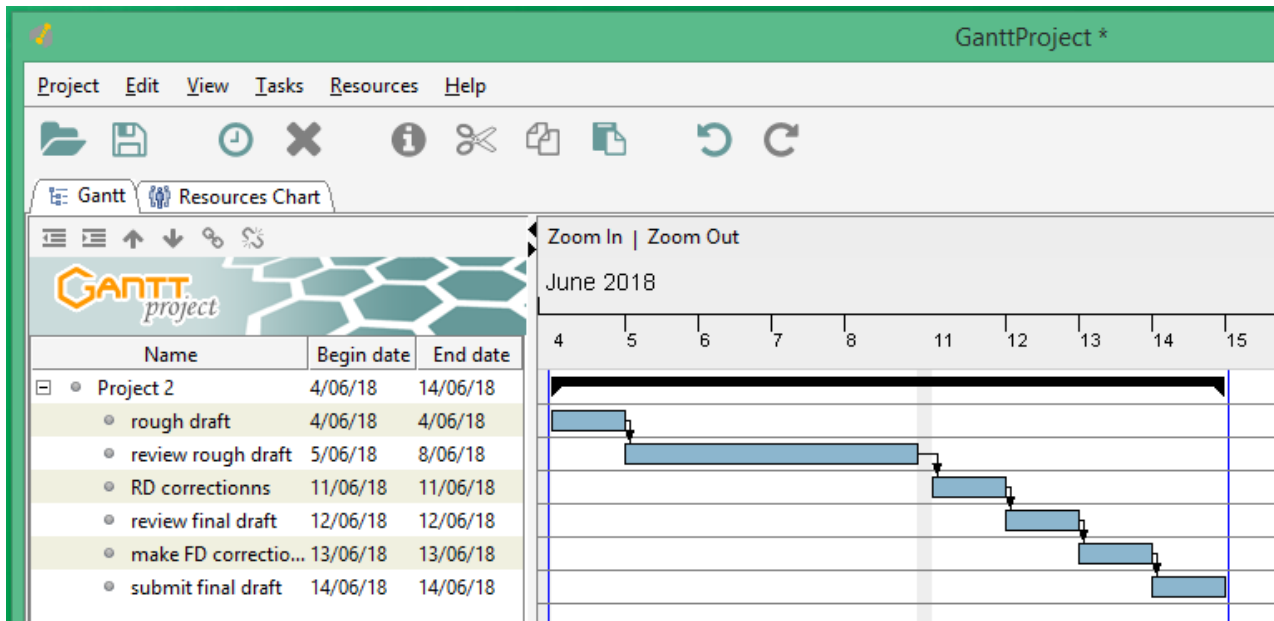 GanttProject *
Project Edit View Tasks Resources Help
Gantt Resources Chart
Zoom In | Zoom Out
GANTT
project
June 2018
4 5 6 7 8 11 12 13 14 15
Name Begin date End date
Project 2 4/06/18 14/06/18
rough draft 4/06/18 4/06/18
review rough draft 5/06/18 8/06/18
RD correctionns 11/06/18 11/06/18
review final draft 12/06/18 12/06/18
make FD correctio... 13/06/18 13/06/18
submit final draft 14/06/18 14/06/18